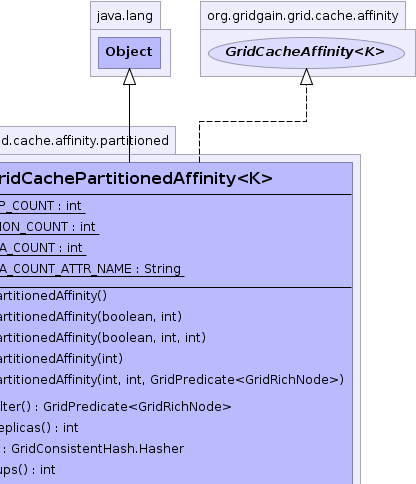 java.lang
org.gridgain.grid.cache.affinity
Object
GridCacheAffinity<K>
d.cache.affinity.partitioned
ridCachePartitionedAffinity<K>
P_COUNT : int
ION_COUNT : int
A_COUNT : int
A_COUNT_ATTR_NAME : String
artitionedAffinity()
artitionedAffinity(boolean, int)
artitionedAffinity(boolean, int, int)
artitionedAffinity(int)
artitionedAffinity(int, int, GridPredicate<GridRichNode>)
lter() : GridPredicate<GridRichNode>
eplicas() : int
: GridConsistentHash.Hasher
ups() : int